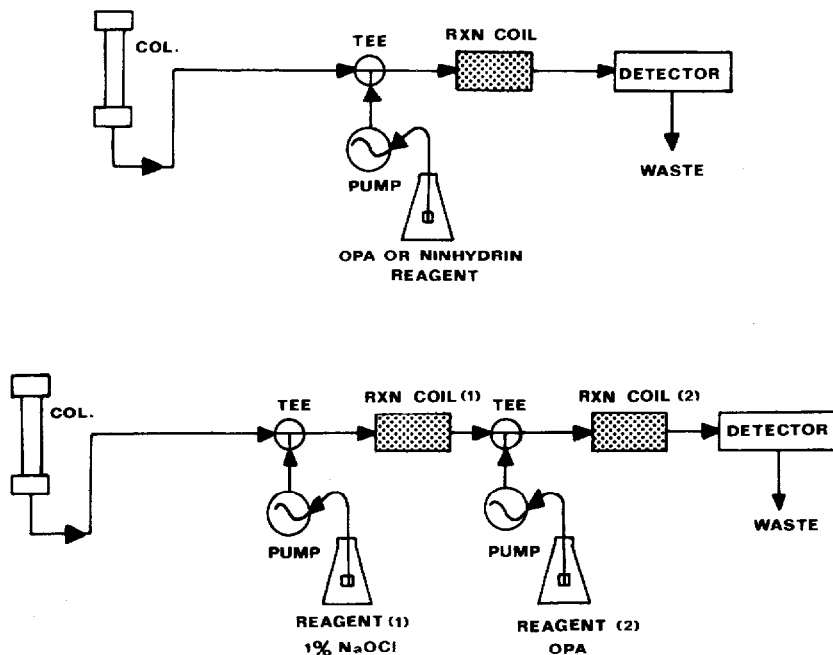 COL.
TEE
RXN COIL
DETECTOR
PUMP
WASTE
OPA OR NINHYDRIN
REAGENT
COL.
TEE
RXN COIL (1)
TEE
RXN COIL (2)
DETECTOR
PUMP
PUMP
WASTE
REAGENT (1)
1% NaOCl
REAGENT (2)
OPA